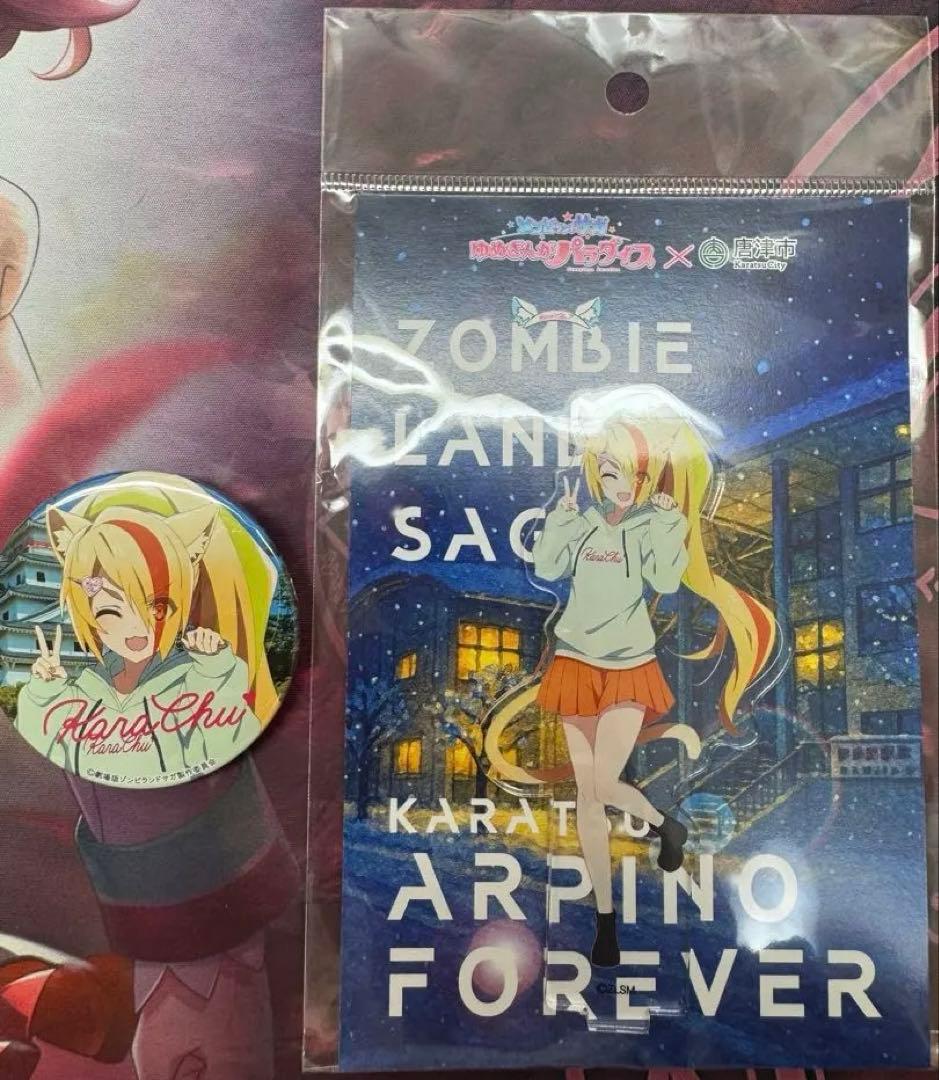 ゾンビランドサガ
ゆめぎんがパラダイス × 唐津市
Karatsu City
ZOMBIE
LAND
SAG
KaraChu
KARATSU
ARPINO
FOREVER
©ZLSM
Kara Chu
KaraChu
©劇場版ゾンビランドサガ製作委員会